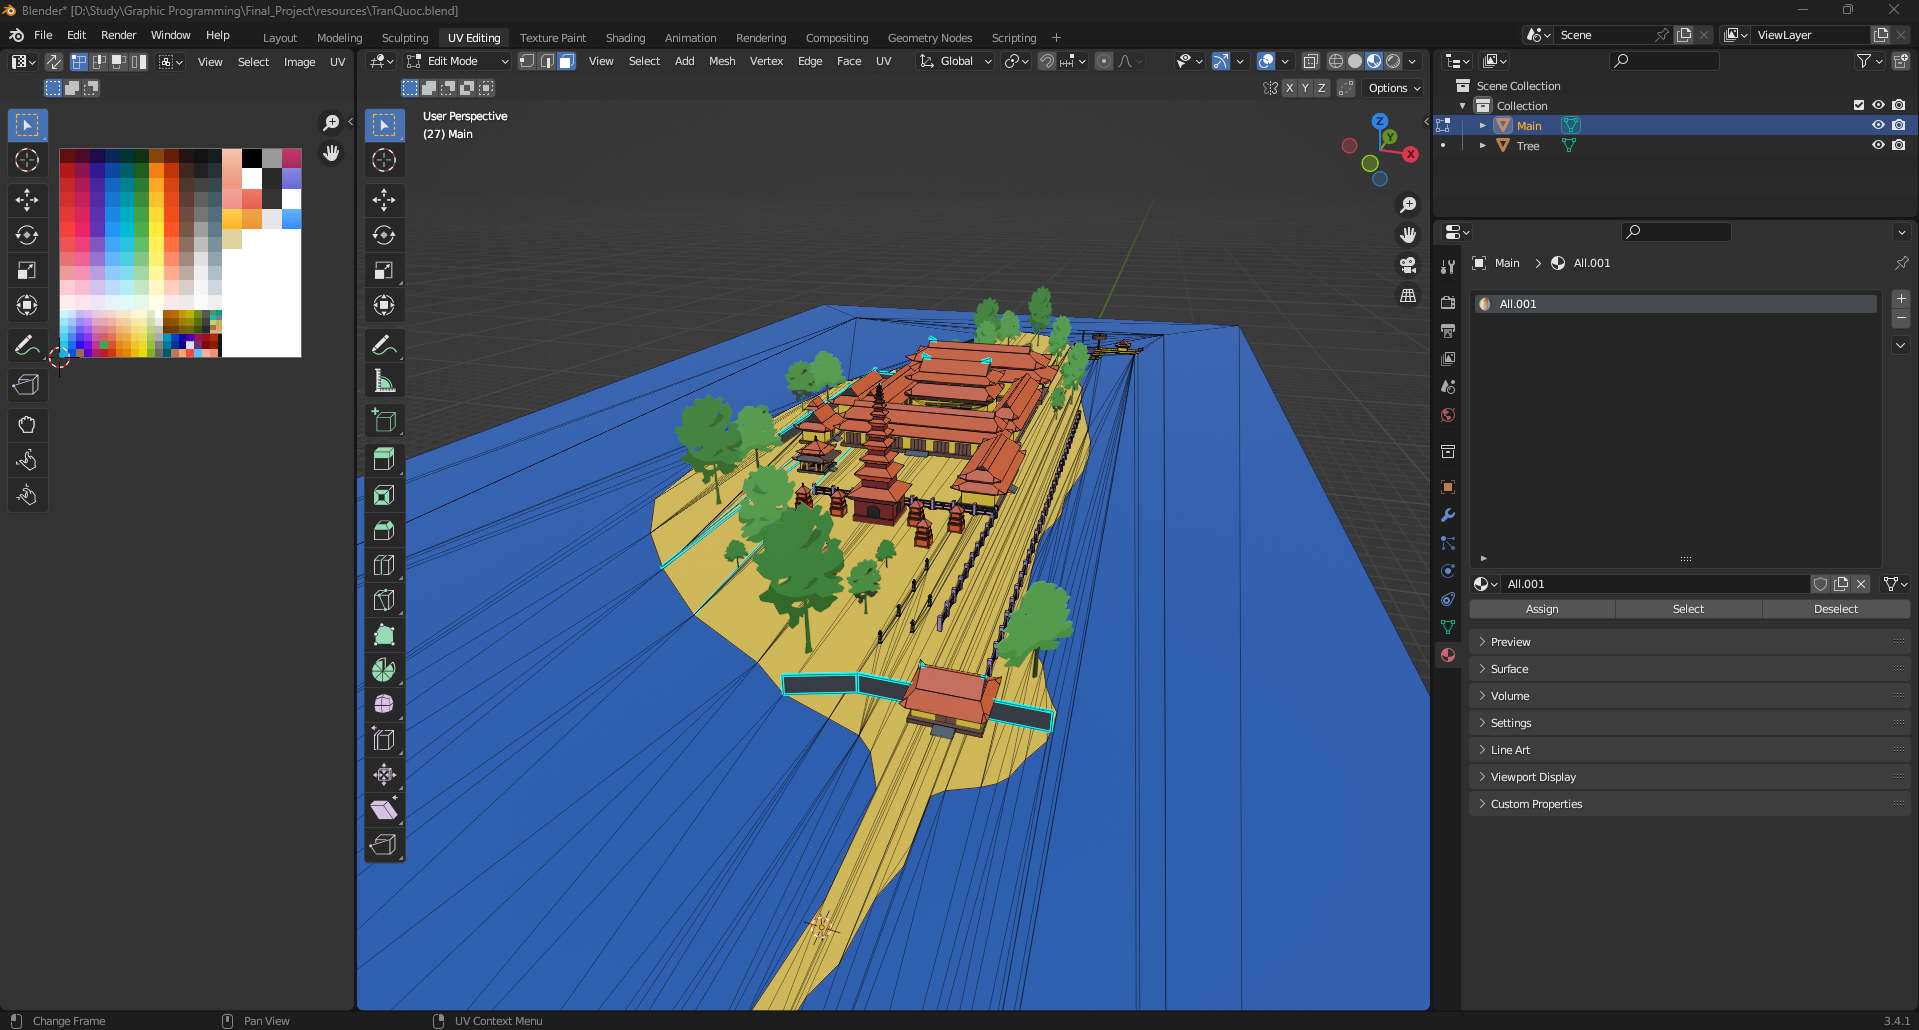 Blender* [D:\Study\Graphic Programming\Final_Project\resources\TranQuoc.blend]
File Edit Render Window Help
Layout Modeling Sculpting UV Editing Texture Paint Shading Animation Rendering Compositing Geometry Nodes Scripting +
Scene
ViewLayer
View Select Image UV
Edit Mode
View Select Add Mesh Vertex Edge Face UV
Global
X Y Z
Options
User Perspective
(27) Main
Z
Y
X
Scene Collection
Collection
Main
Tree
Main > All.001
All.001
All.001
Assign Select Deselect
Preview
Surface
Volume
Settings
Line Art
Viewport Display
Custom Properties
Change Frame
Pan View
UV Context Menu
3.4.1